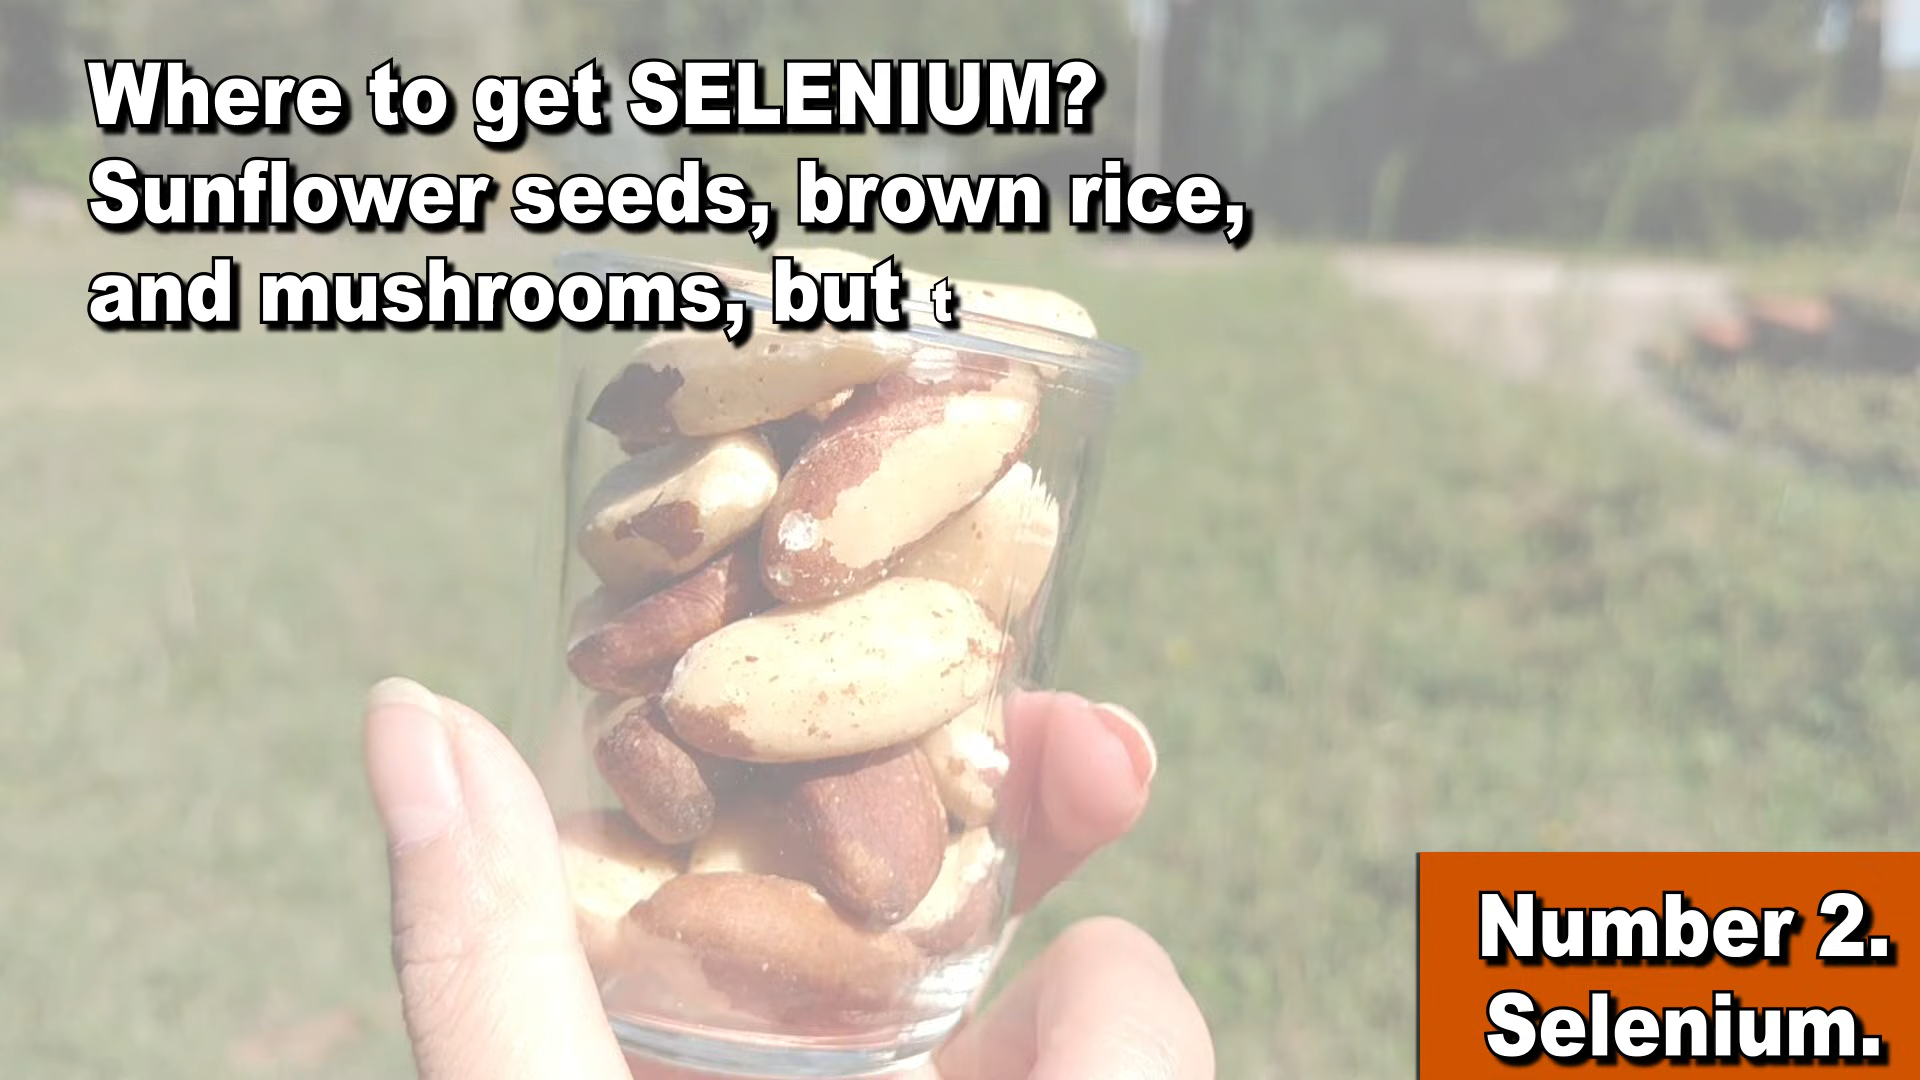 Where to get SELENIUM?
Sunflower seeds, brown rice,
and mushrooms, but t
Number 2.
Selenium.